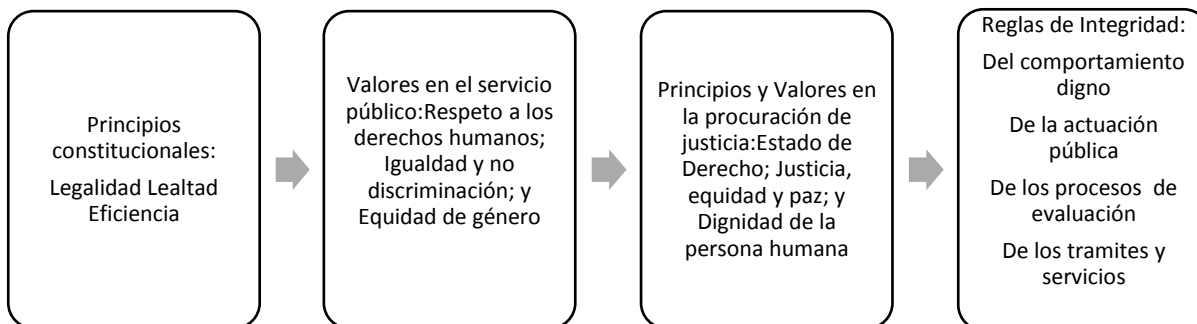 Principios
constitucionales:
Legalidad Lealtad
Eficiencia
Valores en el servicio
público:Respeto a los
derechos humanos;
Igualdad y no
discriminación; y
Equidad de género
Principios y Valores en
la procuración de
justicia:Estado de
Derecho; Justicia,
equidad y paz; y
Dignidad de la
persona humana
Reglas de Integridad:
Del comportamiento
digno
De la actuación
pública
De los procesos de
evaluación
De los tramites y
servicios